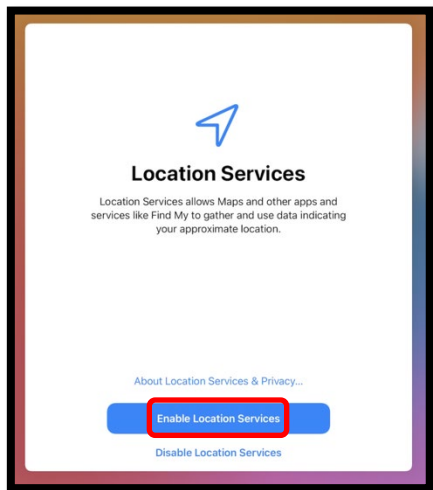 Location Services
Location Services allows Maps and other apps and
services like Find My to gather and use data indicating
your approximate location.
About Location Services & Privacy...
Enable Location Services
Disable Location Services